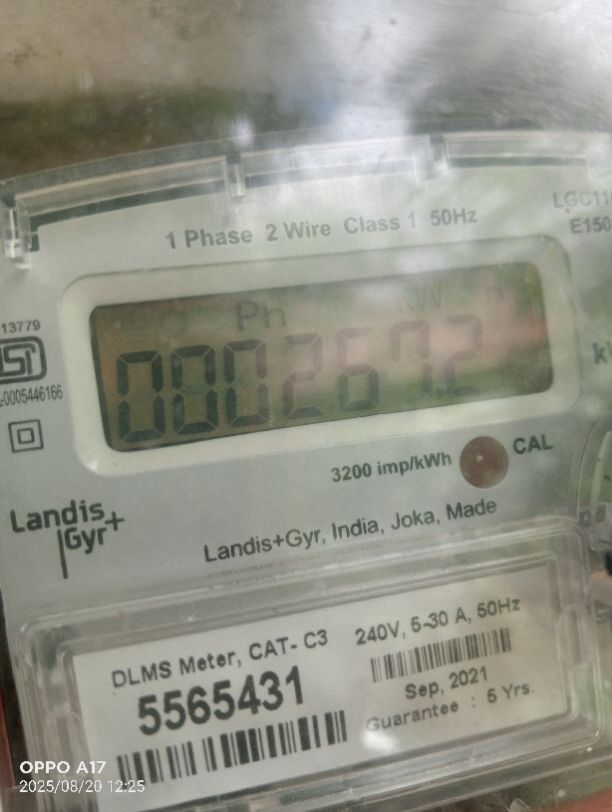 1 Phase 2 Wire Class 1 50Hz
LGC11
E150
13779
Ph kW h
000267.2
-0005446166
3200 imp/kWh
CAL
Landis+
Gyr
Landis+Gyr, India, Joka, Made
DLMS Meter, CAT- C3
240V, 5-30 A, 50Hz
5565431
Sep, 2021
Guarantee : 5 Yrs.
OPPO A17
2025/08/20 12:25